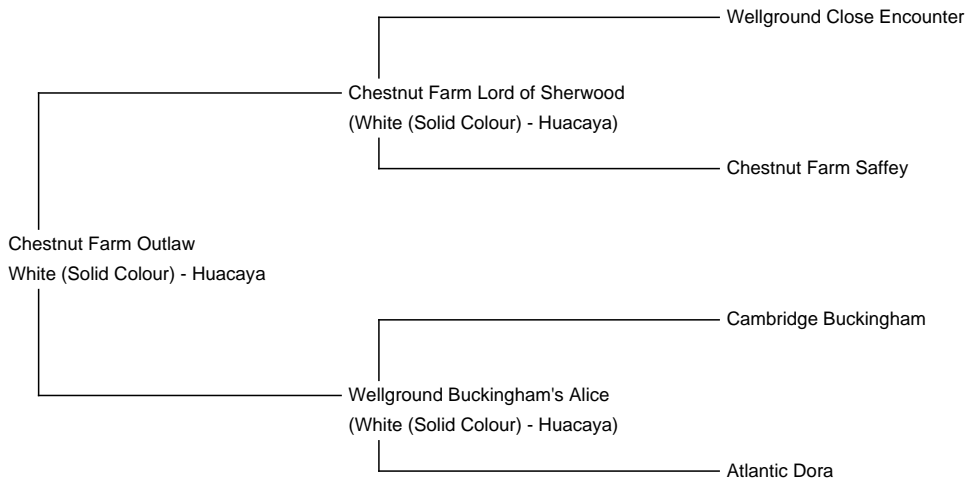 Wellground Close Encounter
Chestnut Farm Lord of Sherwood
(White (Solid Colour) - Huacaya)
Chestnut Farm Saffey
Chestnut Farm Outlaw
White (Solid Colour) - Huacaya
Cambridge Buckingham
Wellground Buckingham's Alice
(White (Solid Colour) - Huacaya)
Atlantic Dora